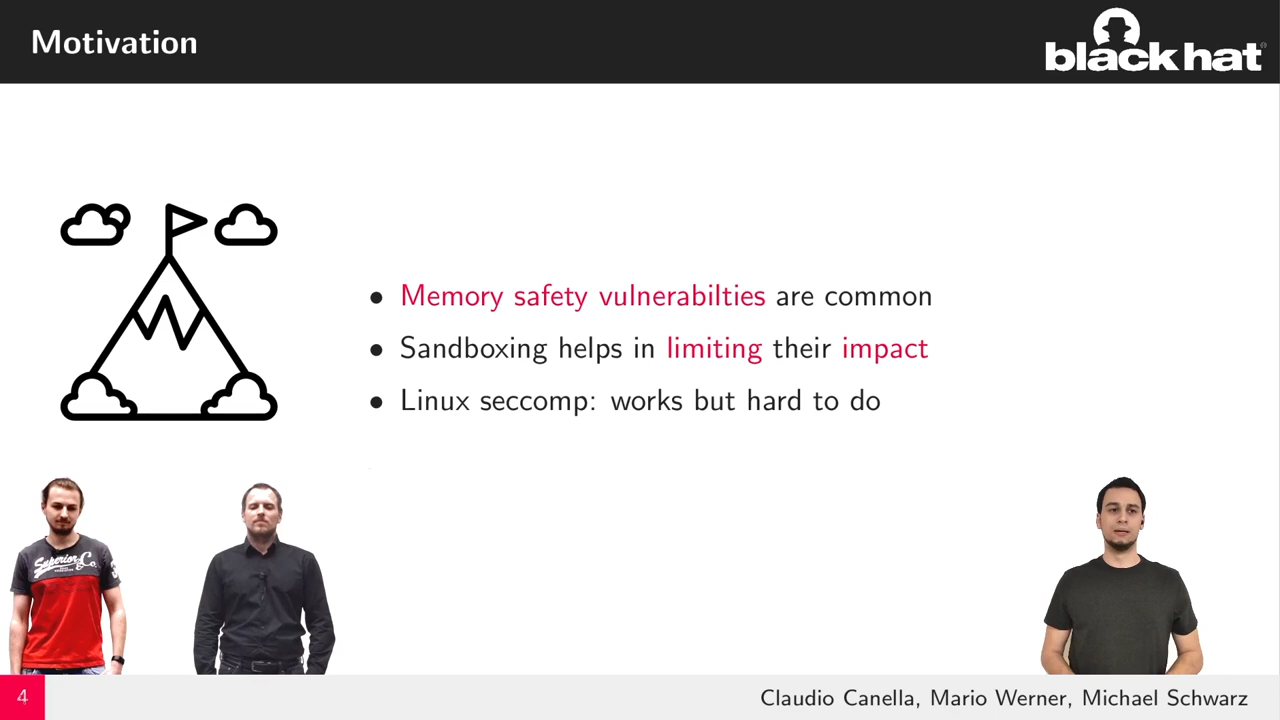 Motivation
black hat
• Memory safety vulnerabilties are common
• Sandboxing helps in limiting their impact
• Linux seccomp: works but hard to do
Superior & Co.
4
Claudio Canella, Mario Werner, Michael Schwarz